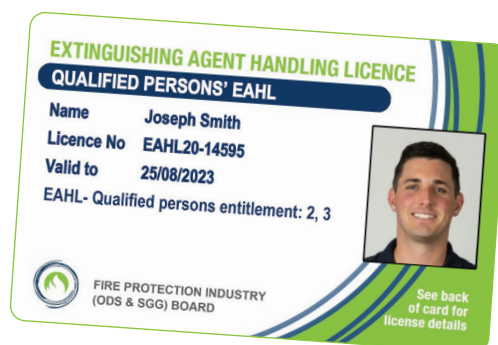 EXTINGUISHING AGENT HANDLING LICENCE
QUALIFIED PERSONS' EAHL
Name Joseph Smith
Licence No EAHL20-14595
Valid to 25/08/2023
EAHL- Qualified persons entitlement: 2, 3
FIRE PROTECTION INDUSTRY
(ODS & SGG) BOARD
See back
of card for
license details